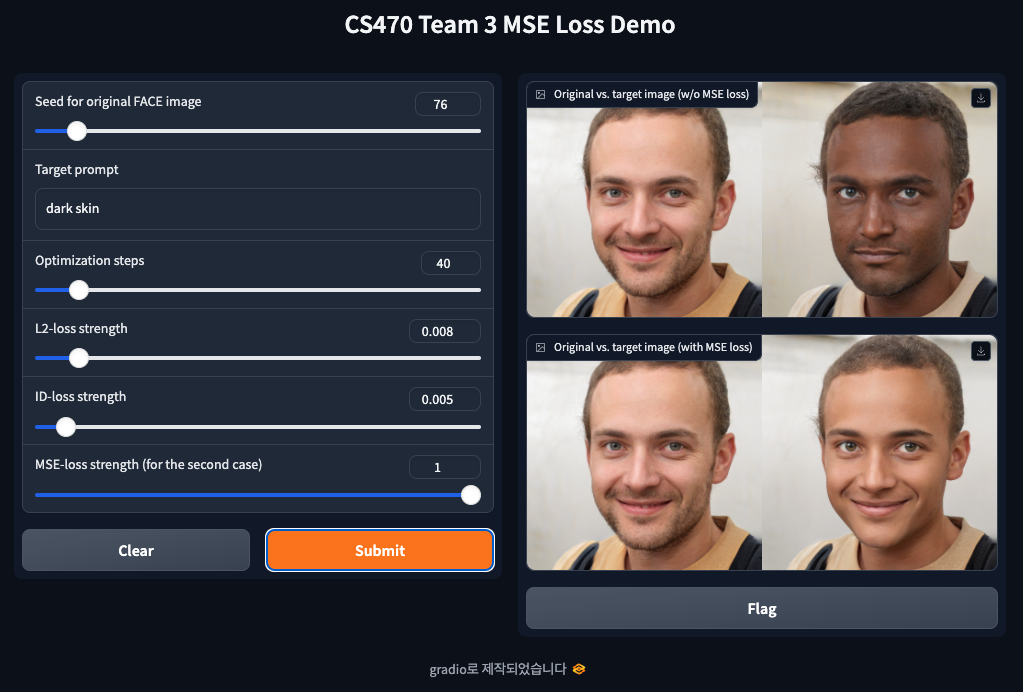 CS470 Team 3 MSE Loss Demo
Seed for original FACE image
76
Target prompt
dark skin
Optimization steps
40
L2-loss strength
0.008
ID-loss strength
0.005
MSE-loss strength (for the second case)
1
Clear
Submit
Original vs. target image (w/o MSE loss)
Original vs. target image (with MSE loss)
Flag
gradio로 제작되었습니다